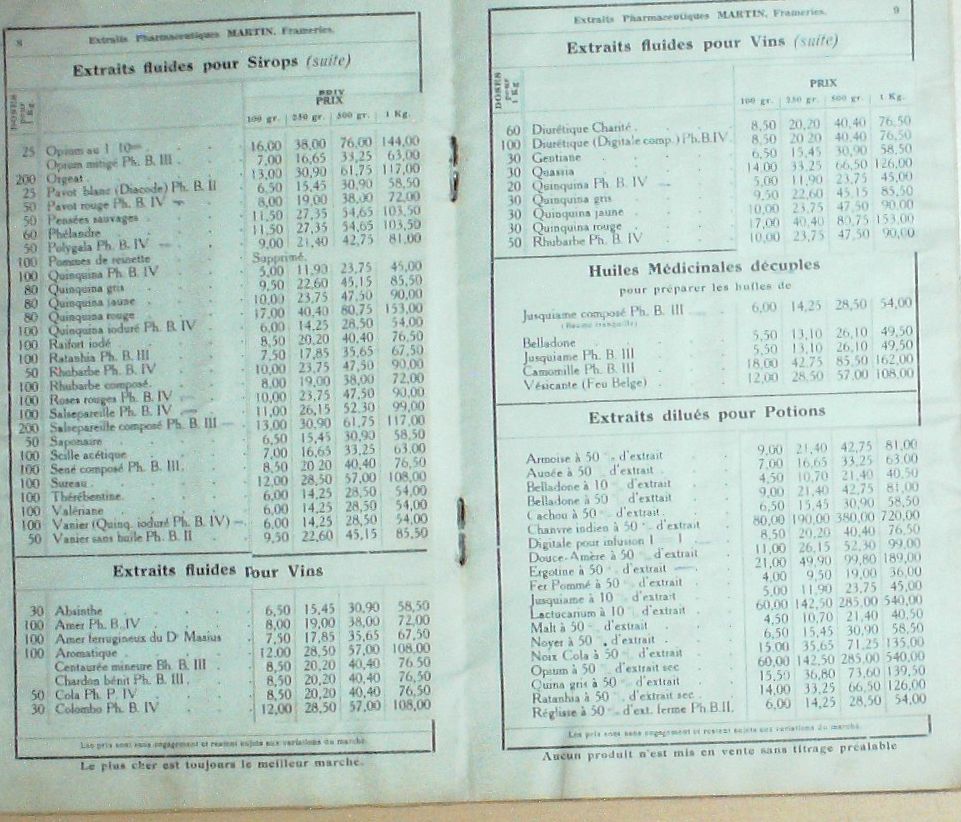 8 Extraits Pharmaceutiques MARTIN, Frameries.
Extraits fluides pour Sirops (suite)
DOSES pour 1 Kg.
PRIX
100 gr. 250 gr. 500 gr. 1 Kg.
25 Opium au 1 10 16,00 38,00 76,00 144,00
Opium mitigé Ph. B. III . 7,00 16,65 33,25 63,00
200 Orgeat . 13,00 30,90 61,75 117,00
25 Pavot blanc (Diacode) Ph. B. II 6,50 15,45 30,90 58,50
50 Pavot rouge Ph. B. IV 8,00 19,00 38,00 72,00
50 Pensées sauvages 11,50 27,35 54,65 103,50
60 Phélandre 11,50 27,35 54,65 103,50
50 Polygala Ph. B. IV 9,00 21,40 42,75 81,00
100 Pommes de reinette Supprimé.
100 Quinquina Ph. B. IV 5,00 11,90 23,75 45,00
80 Quinquina gris 9,50 22,60 45,15 85,50
80 Quinquina jaune 10,00 23,75 47,50 90,00
80 Quinquina rouge 17,00 40,40 80,75 153,00
100 Quinquina ioduré Ph. B. IV 6,00 14,25 28,50 54,00
100 Raifort iodé 8,50 20,20 40,40 76,50
100 Ratanhia Ph. B. III 7,50 17,85 35,65 67,50
50 Rhubarbe Ph. B. IV 10,00 23,75 47,50 90,00
100 Rhubarbe composé. 8,00 19,00 38,00 72,00
100 Roses rouges Ph. B. IV 10,00 23,75 47,50 90,00
100 Salsepareille Ph. B. IV 11,00 26,15 52,30 99,00
200 Salsepareille composé Ph. B. III 13,00 30,90 61,75 117,00
50 Saponaire 6,50 15,45 30,90 58,50
100 Scille acétique 7,00 16,65 33,25 63,00
100 Sené composé Ph. B. III. 8,50 20 20 40,40 76,50
100 Sureau 12,00 28,50 57,00 108,00
100 Thérébentine. 6,00 14,25 28,50 54,00
100 Valériane 6,00 14,25 28,50 54,00
100 Vanier (Quinq. ioduré Ph. B. IV) 6,00 14,25 28,50 54,00
50 Vanier sans huile Ph. B. II 9,50 22,60 45,15 85,50
Extraits fluides pour Vins
30 Absinthe 6,50 15,45 30,90 58,50
100 Amer Ph. B. IV 8,00 19,00 38,00 72,00
100 Amer ferrugineux du Dr Masius 7,50 17,85 35,65 67,50
100 Aromatique 12,00 28,50 57,00 108,00
Centaurée mineure Bh. B. III 8,50 20,20 40,40 76 50
Chardon bénit Ph. B. III . 8,50 20,20 40,40 76,50
50 Cola Ph. P. IV 8,50 20,20 40,40 76,50
30 Colombo Ph. B. IV 12,00 28,50 57,00 108,00
Les prix sont sans engagement et restent sujets aux variations du marché.
Le plus cher est toujours le meilleur marché.
Extraits Pharmaceutiques MARTIN, Frameries. 9
Extraits fluides pour Vins (suite)
DOSES pour 1 Kg.
PRIX
100 gr. 250 gr. 500 gr. 1 Kg.
60 Diurétique Charité . 8,50 20,20 40,40 76,50
100 Diurétique (Digitale comp.) Ph.B.IV . 8,50 20,20 40,40 76,50
30 Gentiane 6,50 15,45 30,90 58,50
30 Quassia 14,00 33,25 66,50 126,00
20 Quinquina Ph. B. IV 5,00 11,90 23,75 45,00
30 Quinquina gris 9,50 22,60 45,15 85,50
30 Quinquina jaune 10,00 23,75 47,50 90,00
30 Quinquina rouge 17,00 40,40 80,75 153,00
50 Rhubarbe Ph. B. IV 10,00 23,75 47,50 90,00
Huiles Médicinales décuples
pour préparer les huiles de
Jusquiame composé Ph. B. III 6,00 14,25 28,50 54,00
(Baume tranquille)
Belladone 5,50 13,10 26,10 49,50
Jusquiame Ph. B. III 5,50 13,10 26,10 49,50
Camomille Ph. B. III 18,00 42,75 85,50 162,00
Vésicante (Feu Belge) 12,00 28,50 57,00 108,00
Extraits dilués pour Potions
Armoise à 50 d'extrait 9,00 21,40 42,75 81,00
Aunée à 50 d'extrait 7,00 16,65 33,25 63,00
Belladone à 10 d'extrait 4,50 10,70 21,40 40,50
Belladone à 50 d'extrait 9,00 21,40 42,75 81,00
Cachou à 50 d'extrait 6,50 15,45 30,90 58,50
Chanvre indien à 50 d'extrait 80,00 190,00 380,00 720,00
Digitale pour infusion 1 1 8,50 20,20 40,40 76,50
Douce-Amère à 50 d'extrait 11,00 26,15 52,30 99,00
Ergotine à 50 d'extrait 21,00 49,90 99,80 189,00
Fer Pommé à 50 d'extrait 4,00 9,50 19,00 36,00
Jusquiame à 10 d'extrait 5,00 11,90 23,75 45,00
Lactucarium à 10 d'extrait 60,00 142,50 285,00 540,00
Malt à 50 d'extrait 4,50 10,70 21,40 40,50
Noyer à 50 d'extrait 6,50 15,45 30,90 58,50
Noix Cola à 50 d'extrait 15,00 35,65 71,25 135,00
Opium à 50 d'extrait sec 60,00 142,50 285,00 540,00
Quina gris à 50 d'extrait 15,50 36,80 73,60 139,50
Ratanhia à 50 d'extrait sec 14,00 33,25 66,50 126,00
Réglisse à 50 d'ext. ferme Ph.B.II. 6,00 14,25 28,50 54,00
Les prix sont sans engagement et restent sujets aux variations du marché.
Aucun produit n'est mis en vente sans titrage préalable